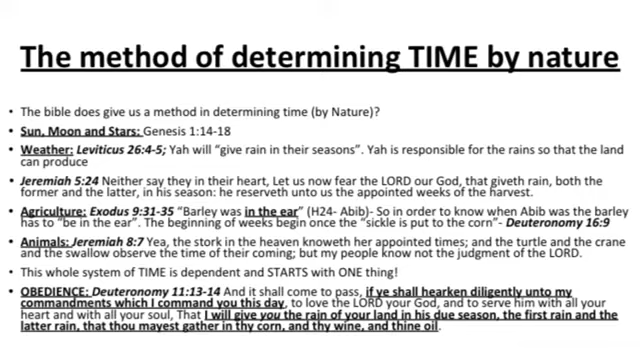 The method of determining TIME by nature
• The bible does give us a method in determining time (by Nature)?
• Sun, Moon and Stars: Genesis 1:14-18
• Weather: Leviticus 26:4-5; Yah will "give rain in their seasons". Yah is responsible for the rains so that the land
can produce
• Jeremiah 5:24 Neither say they in their heart, Let us now fear the LORD our God, that giveth rain, both the
former and the latter, in his season: he reserveth unto us the appointed weeks of the harvest.
• Agriculture: Exodus 9:31-35 "Barley was in the ear" (H24- Abib)- So in order to know when Abib was the barley
has to "be in the ear". The beginning of weeks begin once the "sickle is put to the corn"- Deuteronomy 16:9
• Animals: Jeremiah 8:7 Yea, the stork in the heaven knoweth her appointed times; and the turtle and the crane
and the swallow observe the time of their coming; but my people know not the judgment of the LORD.
• This whole system of TIME is dependent and STARTS with ONE thing!
• OBEDIENCE: Deuteronomy 11:13-14 And it shall come to pass, if ye shall hearken diligently unto my
commandments which I command you this day, to love the LORD your God, and to serve him with all your
heart and with all your soul, That I will give you the rain of your land in his due season, the first rain and the
latter rain, that thou mayest gather in thy corn, and thy wine, and thine oil.